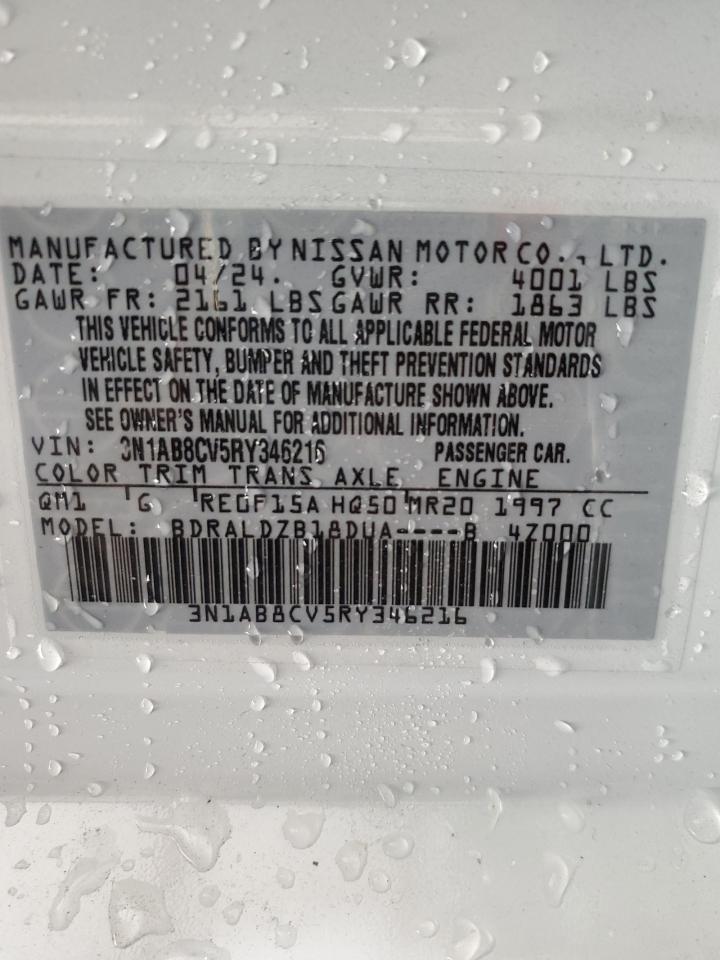 MANUFACTURED BY NISSAN MOTOR CO., LTD.
DATE: 04/24. GVWR: 4001 LBS
GAWR FR: 2161 LBS GAWR RR: 1863 LBS
THIS VEHICLE CONFORMS TO ALL APPLICABLE FEDERAL MOTOR
VEHICLE SAFETY, BUMPER AND THEFT PREVENTION STANDARDS
IN EFFECT ON THE DATE OF MANUFACTURE SHOWN ABOVE.
SEE OWNER'S MANUAL FOR ADDITIONAL INFORMATION.
VIN: 3N1AB8CV5RY346216 PASSENGER CAR.
COLOR TRIM TRANS AXLE ENGINE
QM1 G RE0F15A HQ50 MR20 1997 CC
MODEL: BDRALDZB18DUA----B 4Z000
3N1AB8CV5RY346216